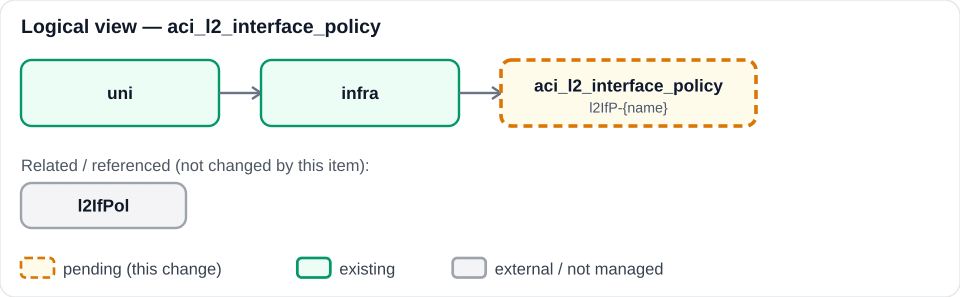 Logical view — aci_l2_interface_policy
uni
infra
aci_l2_interface_policy
l2IfP-{name}
Related / referenced (not changed by this item):
l2IfPol
pending (this change)
existing
external / not managed